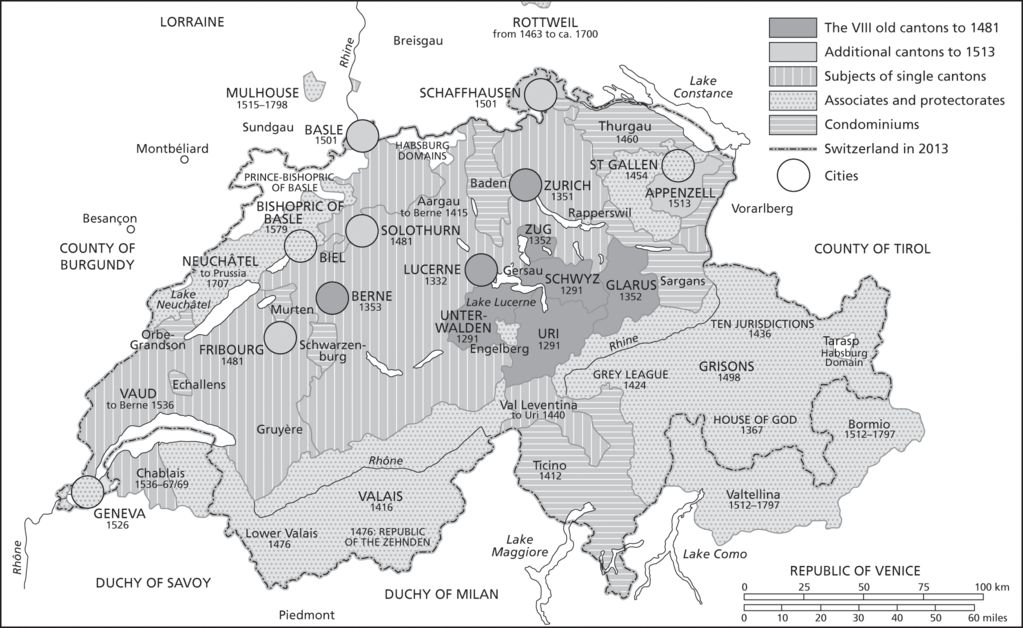 LORRAINE
ROTTWEIL
from 1463 to ca. 1700
Rhine
Breisgau
The VIII old cantons to 1481
Additional cantons to 1513
Subjects of single cantons
Associates and protectorates
Condominiums
Switzerland in 2013
Cities
Lake
Constance
MULHOUSE
1515–1798
SCHAFFHAUSEN
1501
Sundgau
BASLE
1501
Thurgau
1460
HABSBURG
DOMAINS
Montbéliard
ST GALLEN
1454
PRINCE-BISHOPRIC
OF BASLE
Baden
ZURICH
1351
APPENZELL
1513
Aargau
to Berne 1415
BISHOPRIC OF
BASLE
1579
Rapperswil
Vorarlberg
Besançon
SOLOTHURN
1481
ZUG
1352
COUNTY OF
BURGUNDY
BIEL
COUNTY OF TIROL
NEUCHÂTEL
to Prussia
1707
LUCERNE
1332
Gersau
SCHWYZ
1291
GLARUS
1352
Sargans
Lake
Neuchâtel
BERNE
1353
Lake Lucerne
Murten
UNTER-
WALDEN
1291
URI
1291
TEN JURISDICTIONS
1436
Orbe-
Grandson
FRIBOURG
1481
Schwarzen-
burg
Engelberg
Rhine
Tarasp
Habsburg
Domain
GRISONS
1498
GREY LEAGUE
1424
Echallens
VAUD
to Berne 1536
Val Leventina
to Uri 1440
HOUSE OF GOD
1367
Bormio
1512–1797
Gruyère
Rhône
Ticino
1412
Chablais
1536–67/69
VALAIS
1416
Valtellina
1512–1797
GENEVA
1526
Lower Valais
1476
1476: REPUBLIC
OF THE ZEHNDEN
Lake
Maggiore
Lake Como
Rhône
DUCHY OF SAVOY
DUCHY OF MILAN
REPUBLIC OF VENICE
Piedmont
0 25 50 75 100 km
0 10 20 30 40 50 60 miles